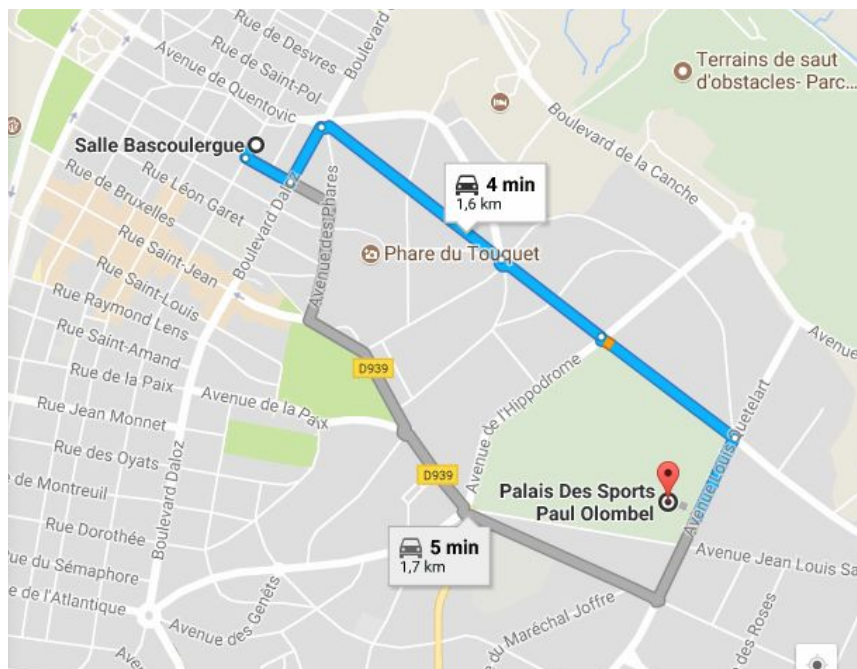 Rue de Desvres
Boulevard
Rue de Saint-Pol
Avenue de Quentovic
Terrains de saut
d'obstacles- Parc...
Boulevard de la Canche
Salle Bascoulergue
4 min
1,6 km
Rue Léon Garet
Rue de Bruxelles
Boulevard Daloz
Avenue des Phares
Phare du Touquet
Rue Saint-Jean
Rue Saint-Louis
Rue Raymond Lens
Rue Saint-Amand
Rue de la Paix
Avenue de la Paix
D939
Avenue
Avenue de l'Hippodrome
Rue Jean Monnet
Rue des Oyats
e de Montreuil
Boulevard Daloz
D939
Avenue Louis Quetelart
Palais Des Sports
Paul Olombel
Rue Dorothée
5 min
1,7 km
Avenue Jean Louis Sa
Rue du Sémaphore
e de l'Atlantique
Avenue des Genêts
e du Maréchal Joffre
des Roses